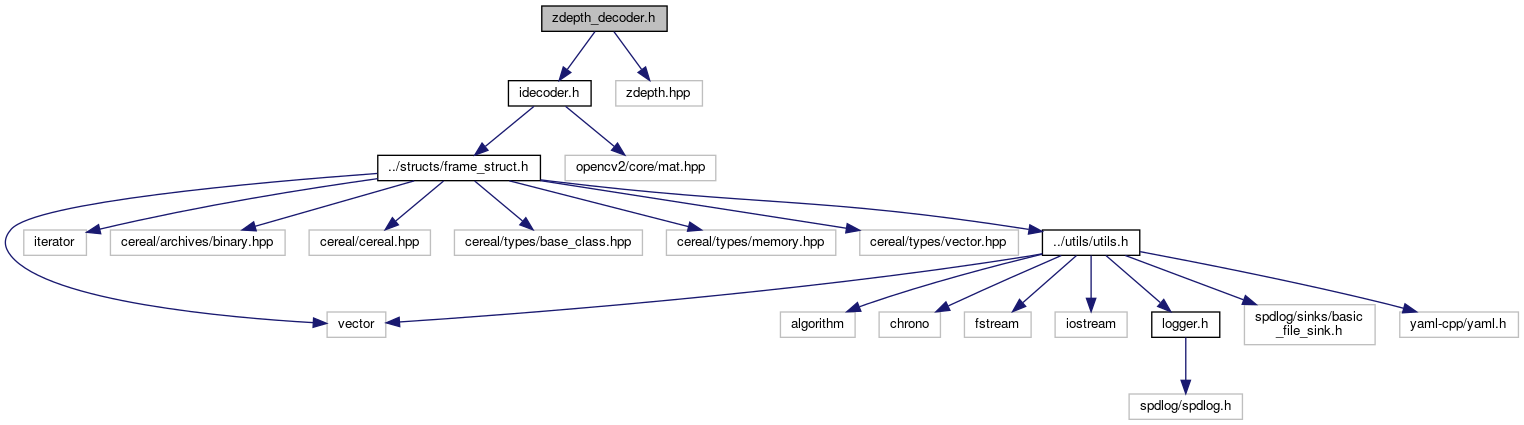 zdepth_decoder.h
idecoder.h
zdepth.hpp
../structs/frame_struct.h
opencv2/core/mat.hpp
iterator
cereal/archives/binary.hpp
cereal/cereal.hpp
cereal/types/base_class.hpp
cereal/types/memory.hpp
cereal/types/vector.hpp
../utils/utils.h
vector
algorithm
chrono
fstream
iostream
logger.h
spdlog/sinks/basic
_file_sink.h
yaml-cpp/yaml.h
spdlog/spdlog.h